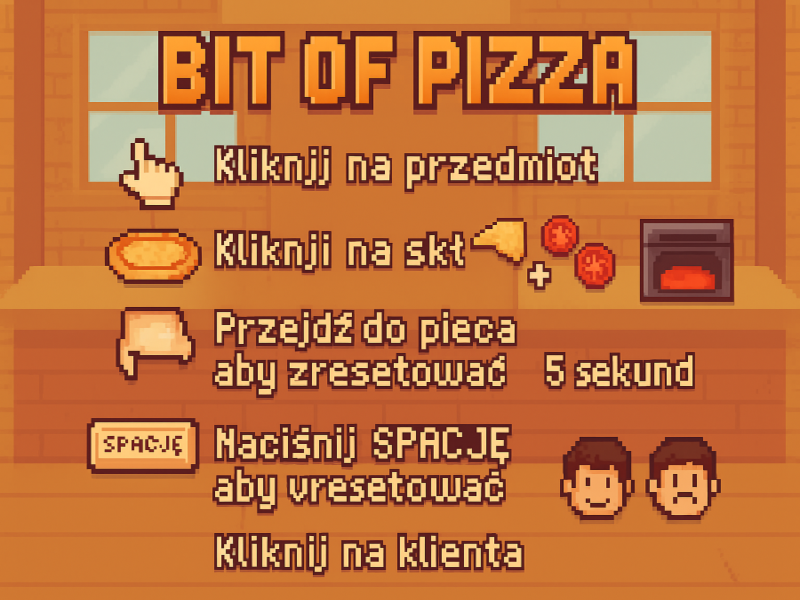 BIT OF PIZZA
Kliknjj na przedmiot
Kliknji na skł
+
Przejdź do pieca
aby zresetować 5 sekund
SPACJĘ
Naciśnij SPACJĘ
aby vresetować
Kliknij na klienta